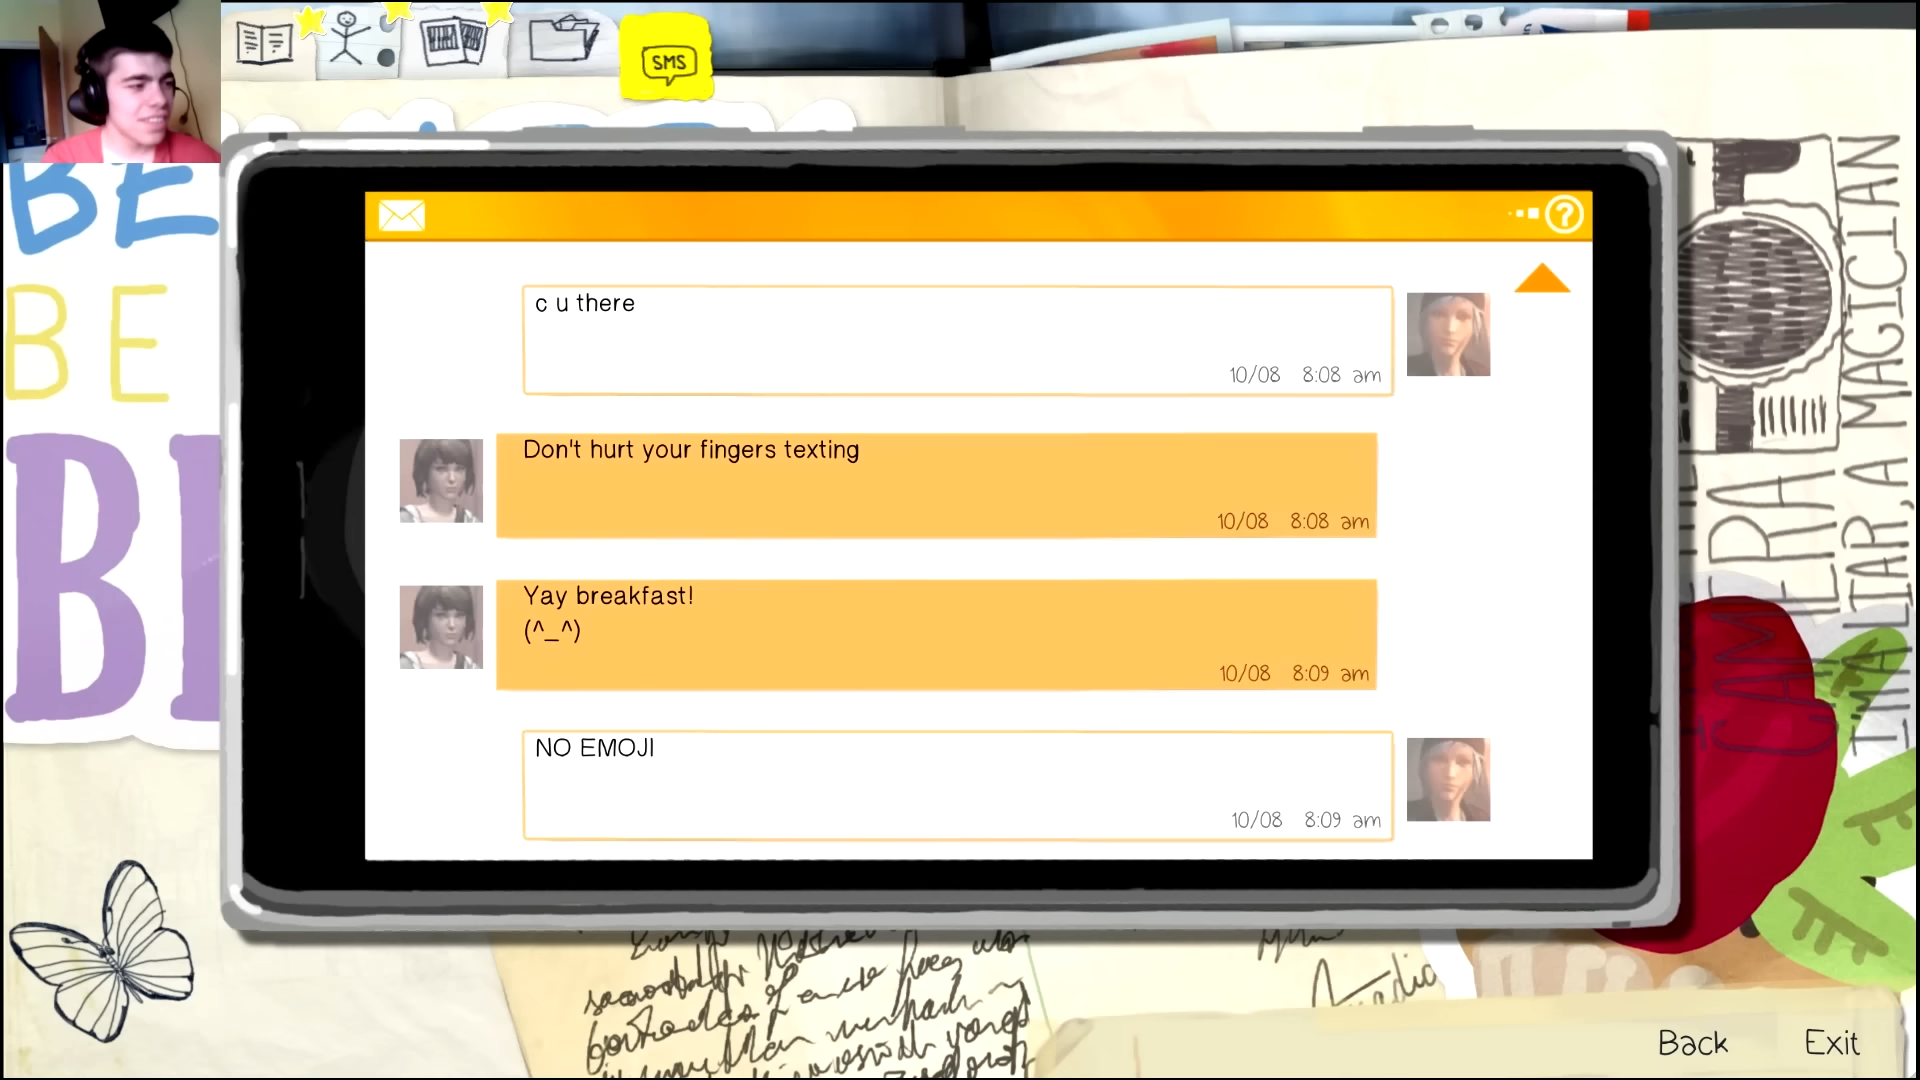 SMS
BE
BE
c u there
10/08 8:08 am
Don't hurt your fingers texting
10/08 8:08 am
Yay breakfast!
(^_^)
10/08 8:09 am
NO EMOJI
10/08 8:09 am
CAMERA
I'M A LIAR, A MAGICIAN
Back
Exit